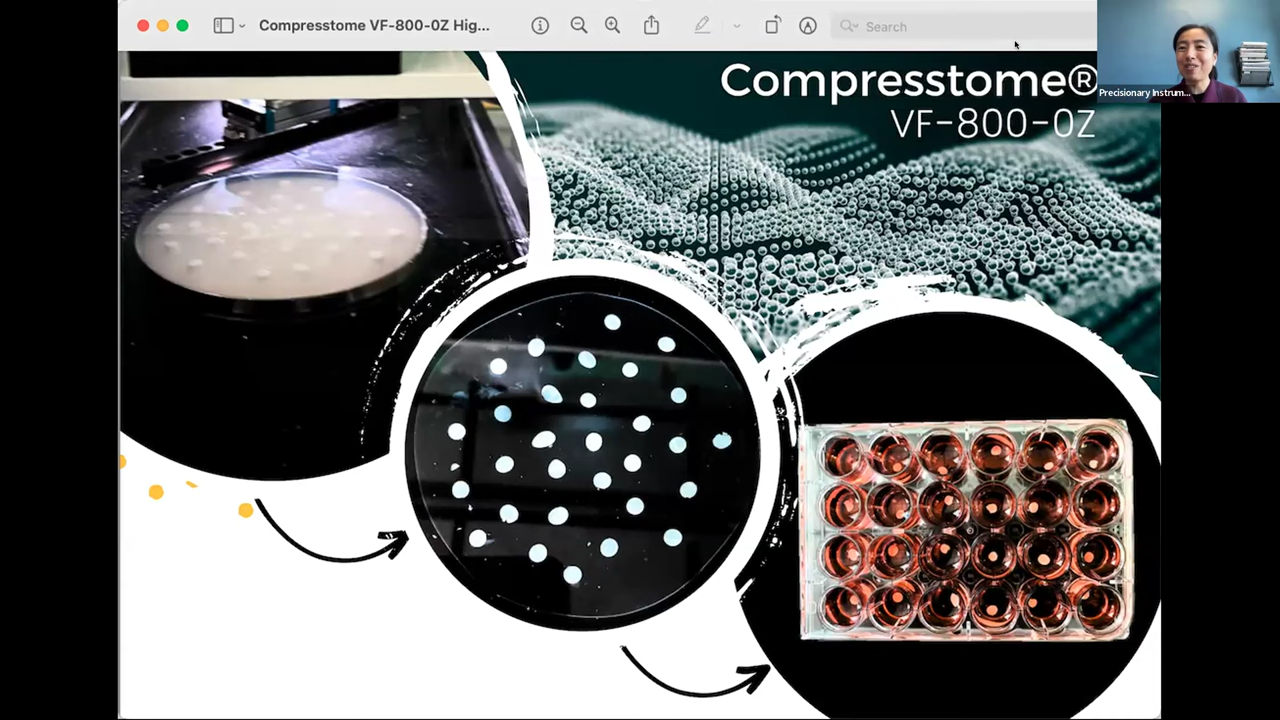 Compresstome VF-800-0Z Hig...
Search
Precisionary Instrum...
Compresstome®
VF-800-0Z